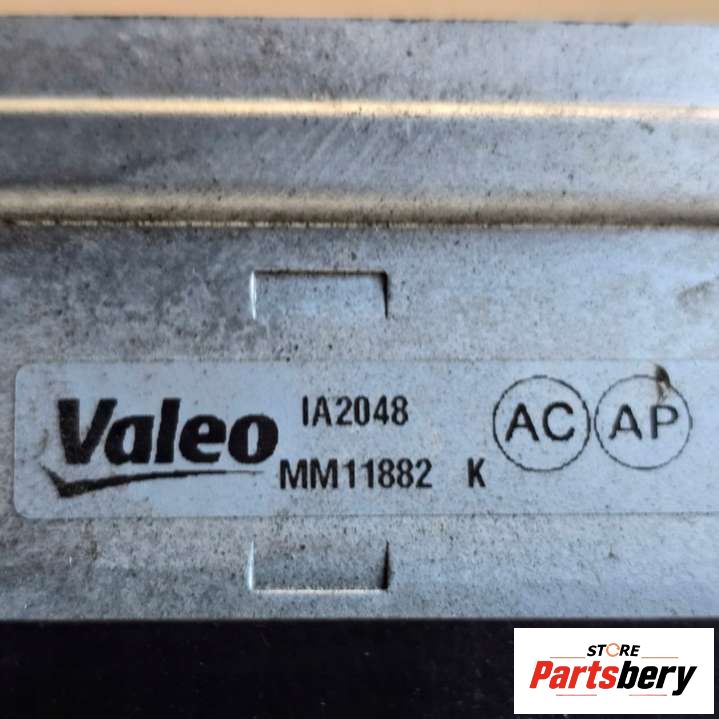 Valeo
IA2048
MM11882 K
AC AP
STORE
Partsbery